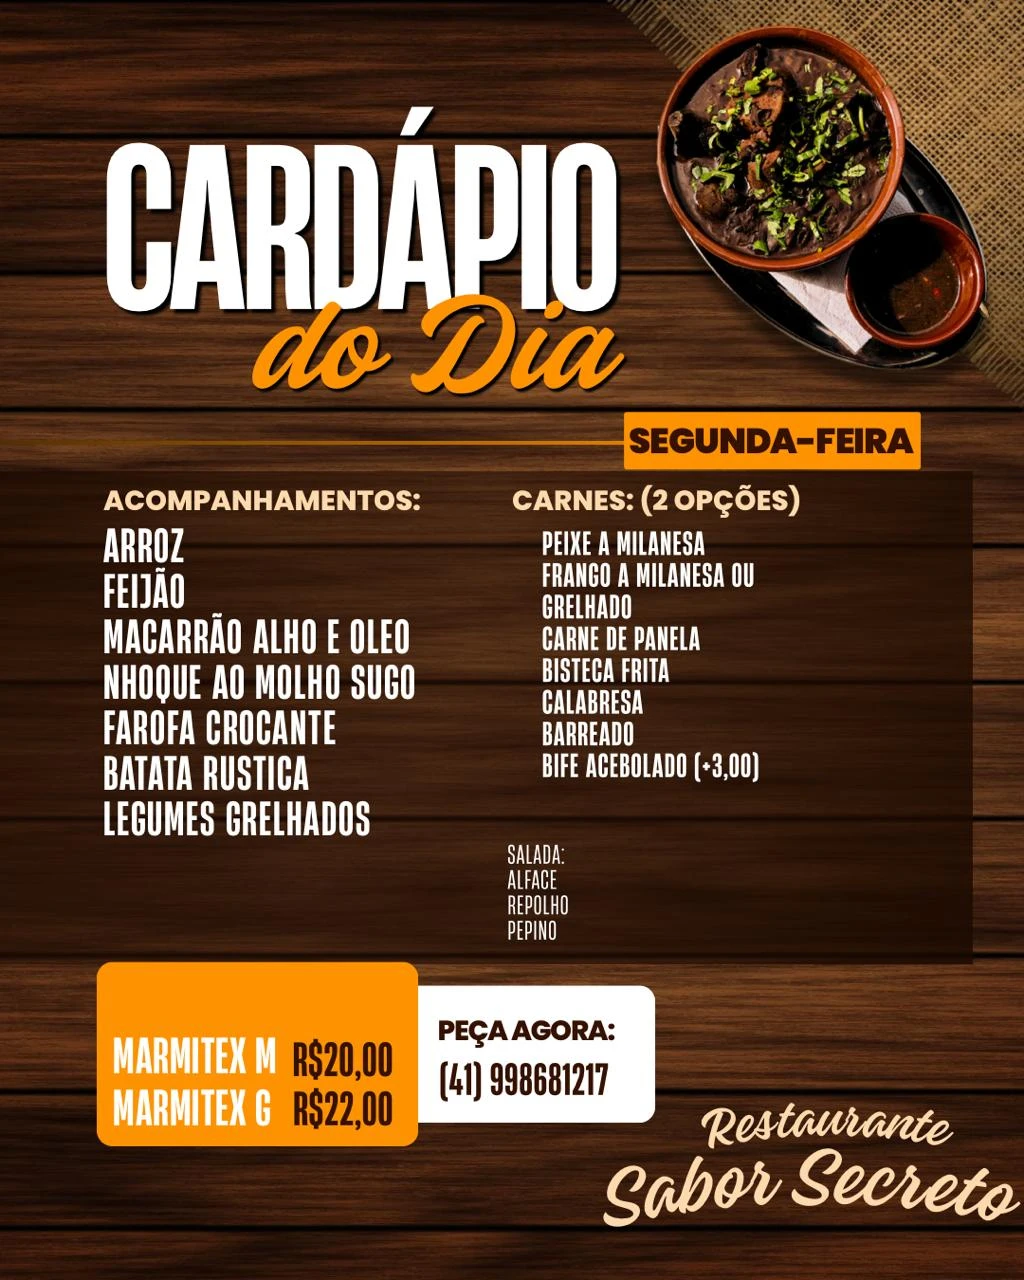 CARDÁPIO
do Dia
SEGUNDA-FEIRA
ACOMPANHAMENTOS:
ARROZ
FEIJÃO
MACARRÃO ALHO E OLEO
NHOQUE AO MOLHO SUGO
FAROFA CROCANTE
BATATA RUSTICA
LEGUMES GRELHADOS
CARNES: (2 OPÇÕES)
PEIXE A MILANESA
FRANGO A MILANESA OU
GRELHADO
CARNE DE PANELA
BISTECA FRITA
CALABRESA
BARREADO
BIFE ACEBOLADO (+3,00)
SALADA:
ALFACE
REPOLHO
PEPINO
MARMITEX M R$20,00
MARMITEX G R$22,00
PEÇA AGORA:
(41) 998681217
Restaurante
Sabor Secreto